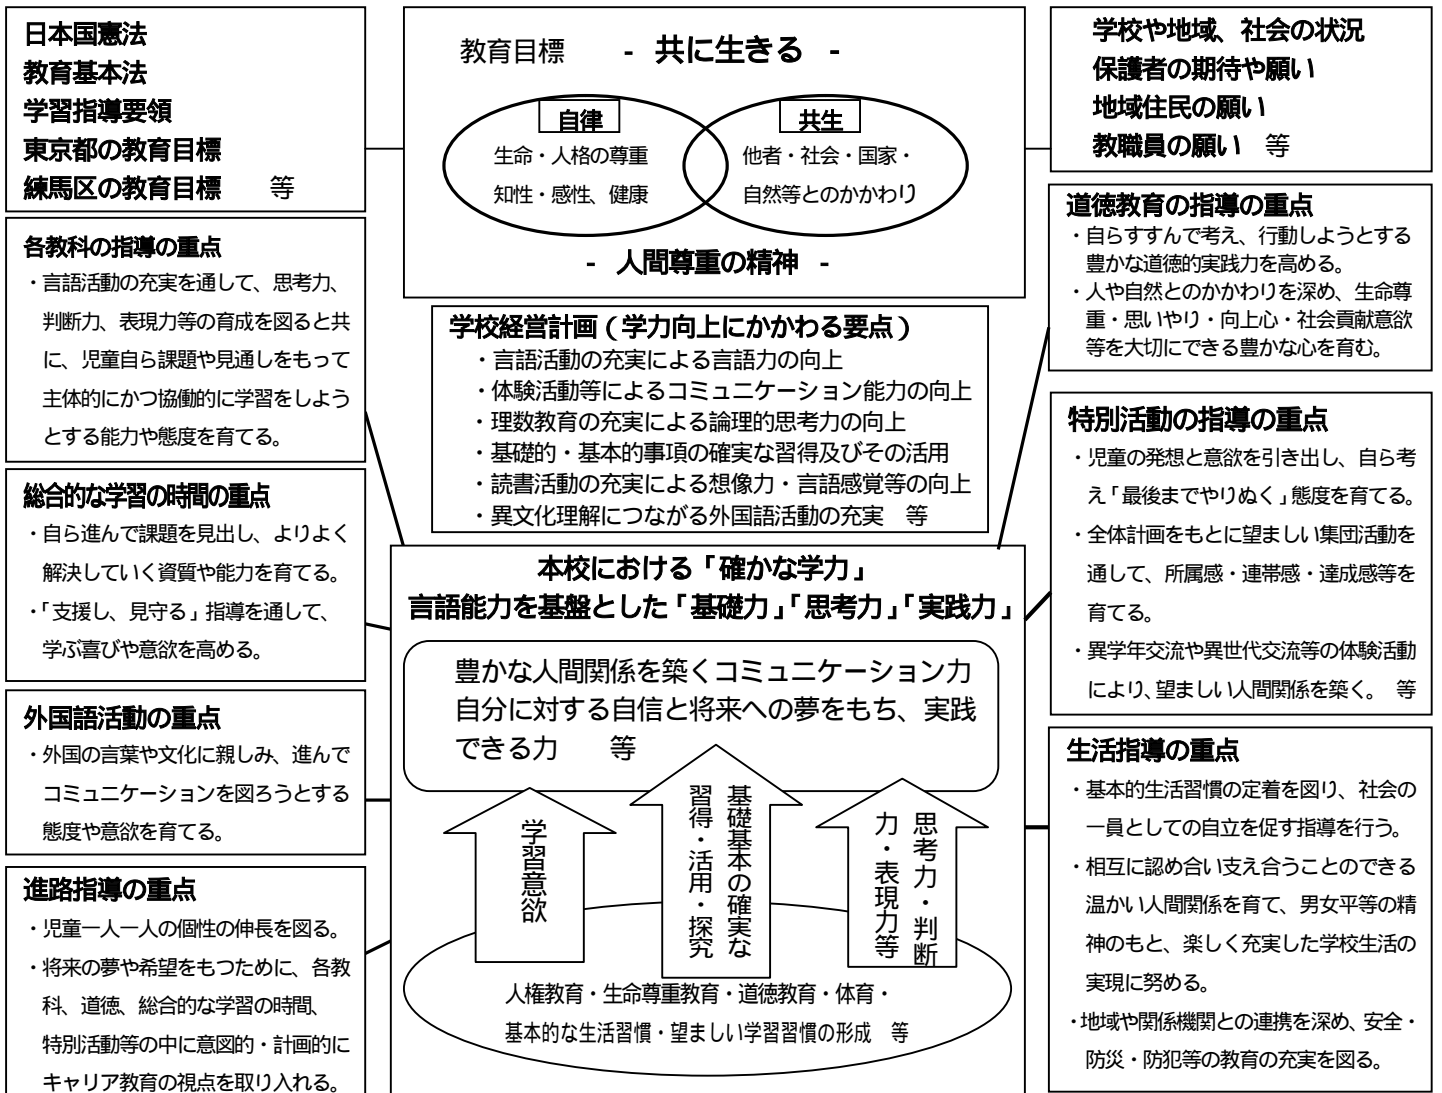 日本国憲法
教育基本法
学習指導要領
東京都の教育目標
練馬区の教育目標　等
教育目標　- 共に生きる -
自律
生命・人格の尊重
知性・感性、健康
共生
他者・社会・国家・
自然等とのかかわり
- 人間尊重の精神 -
学校や地域、社会の状況
保護者の期待や願い
地域住民の願い
教職員の願い　等
各教科の指導の重点
・言語活動の充実を通して、思考力、
判断力、表現力等の育成を図ると共
に、児童自ら課題や見通しをもって
主体的にかつ協働的に学習をしよう
とする能力や態度を育てる。
学校経営計画（学力向上にかかわる要点）
・言語活動の充実による言語力の向上
・体験活動等によるコミュニケーション能力の向上
・理数教育の充実による論理的思考力の向上
・基礎的・基本的事項の確実な習得及びその活用
・読書活動の充実による想像力・言語感覚等の向上
・異文化理解につながる外国語活動の充実　等
道徳教育の指導の重点
・自らすすんで考え、行動しようとする
豊かな道徳的実践力を高める。
・人や自然とのかかわりを深め、生命尊
重・思いやり・向上心・社会貢献意欲
等を大切にできる豊かな心を育む。
総合的な学習の時間の重点
・自ら進んで課題を見出し、よりよく
解決していく資質や能力を育てる。
・「支援し、見守る」指導を通して、
学ぶ喜びや意欲を高める。
外国語活動の重点
・外国の言葉や文化に親しみ、進んで
コミュニケーションを図ろうとする
態度や意欲を育てる。
進路指導の重点
・児童一人一人の個性の伸長を図る。
・将来の夢や希望をもつために、各教
科、道徳、総合的な学習の時間、
特別活動等の中に意図的・計画的に
キャリア教育の視点を取り入れる。
本校における「確かな学力」
言語能力を基盤とした「基礎力」「思考力」「実践力」
豊かな人間関係を築くコミュニケーション力
自分に対する自信と将来への夢をもち、実践
できる力　等
学習意欲
基礎基本の確実な
習得・活用・探究
思考力・判断
力・表現力等
人権教育・生命尊重教育・道徳教育・体育・
基本的な生活習慣・望ましい学習習慣の形成　等
特別活動の指導の重点
・児童の発想と意欲を引き出し、自ら考
え「最後までやりぬく」態度を育てる。
・全体計画をもとに望ましい集団活動を
通して、所属感・連帯感・達成感等を
育てる。
・異学年交流や異世代交流等の体験活動
により、望ましい人間関係を築く。　等
生活指導の重点
・基本的生活習慣の定着を図り、社会の
一員としての自立を促す指導を行う。
・相互に認め合い支え合うことのできる
温かい人間関係を育て、男女平等の精
神のもと、楽しく充実した学校生活の
実現に努める。
・地域や関係機関との連携を深め、安全・
防災・防犯等の教育の充実を図る。